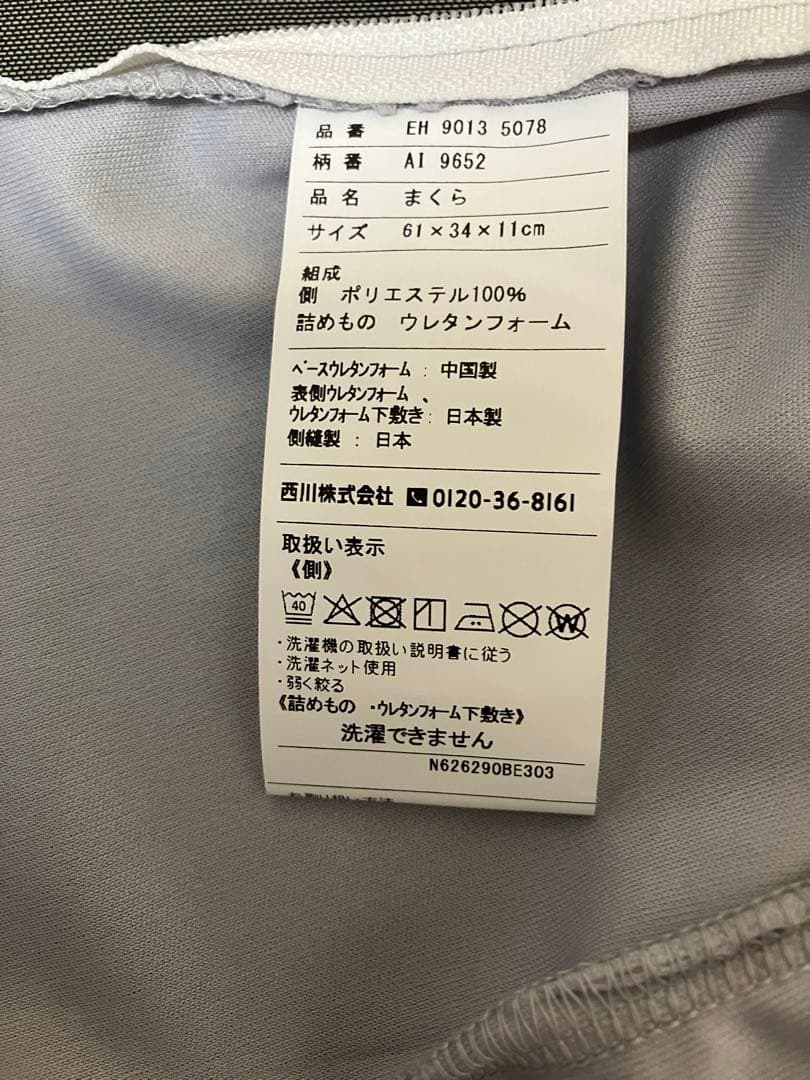 品番 EH 9013 5078
柄番 AI 9652
品名 まくら
サイズ 61×34×11cm
組成
側 ポリエステル100%
詰めもの ウレタンフォーム
ベースウレタンフォーム : 中国製
表側ウレタンフォーム 、
ウレタンフォーム下敷き : 日本製
側縫製 : 日本
西川株式会社 0120-36-8161
取扱い表示
《側》
40 W
・洗濯機の取扱い説明書に従う
・洗濯ネット使用
・弱く絞る
《詰めもの ・ウレタンフォーム下敷き》
洗濯できません
N626290BE303